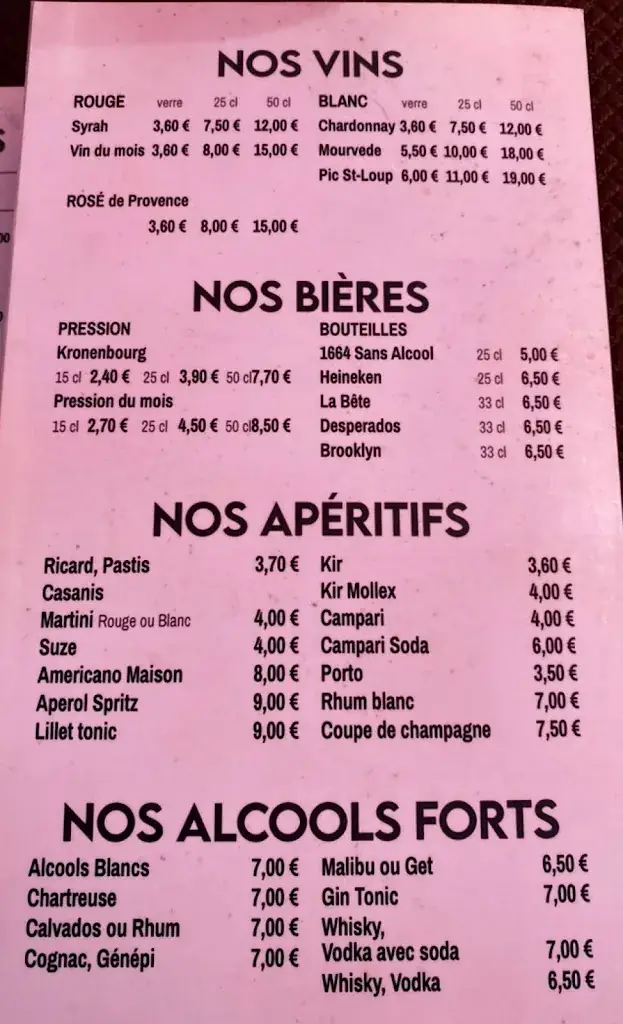 NOS VINS
ROUGE verre 25 cl 50 cl
Syrah 3,60 € 7,50 € 12,00 €
Vin du mois 3,60 € 8,00 € 15,00 €
ROSÉ de Provence
3,60 € 8,00 € 15,00 €
BLANC verre 25 cl 50 cl
Chardonnay 3,60 € 7,50 € 12,00 €
Mourvede 5,50 € 10,00 € 18,00 €
Pic St-Loup 6,00 € 11,00 € 19,00 €
NOS BIÈRES
PRESSION
Kronenbourg
15 cl 2,40 € 25 cl 3,90 € 50 cl 7,70 €
Pression du mois
15 cl 2,70 € 25 cl 4,50 € 50 cl 8,50 €
BOUTEILLES
1664 Sans Alcool 25 cl 5,00 €
Heineken 25 cl 6,50 €
La Bête 33 cl 6,50 €
Desperados 33 cl 6,50 €
Brooklyn 33 cl 6,50 €
NOS APÉRITIFS
Ricard, Pastis 3,70 €
Casanis
Martini Rouge ou Blanc 4,00 €
Suze 4,00 €
Americano Maison 8,00 €
Aperol Spritz 9,00 €
Lillet tonic 9,00 €
Kir 3,60 €
Kir Mollex 4,00 €
Campari 4,00 €
Campari Soda 6,00 €
Porto 3,50 €
Rhum blanc 7,00 €
Coupe de champagne 7,50 €
NOS ALCOOLS FORTS
Alcools Blancs 7,00 €
Chartreuse 7,00 €
Calvados ou Rhum 7,00 €
Cognac, Génépi 7,00 €
Malibu ou Get 6,50 €
Gin Tonic 7,00 €
Whisky,
Vodka avec soda 7,00 €
Whisky, Vodka 6,50 €